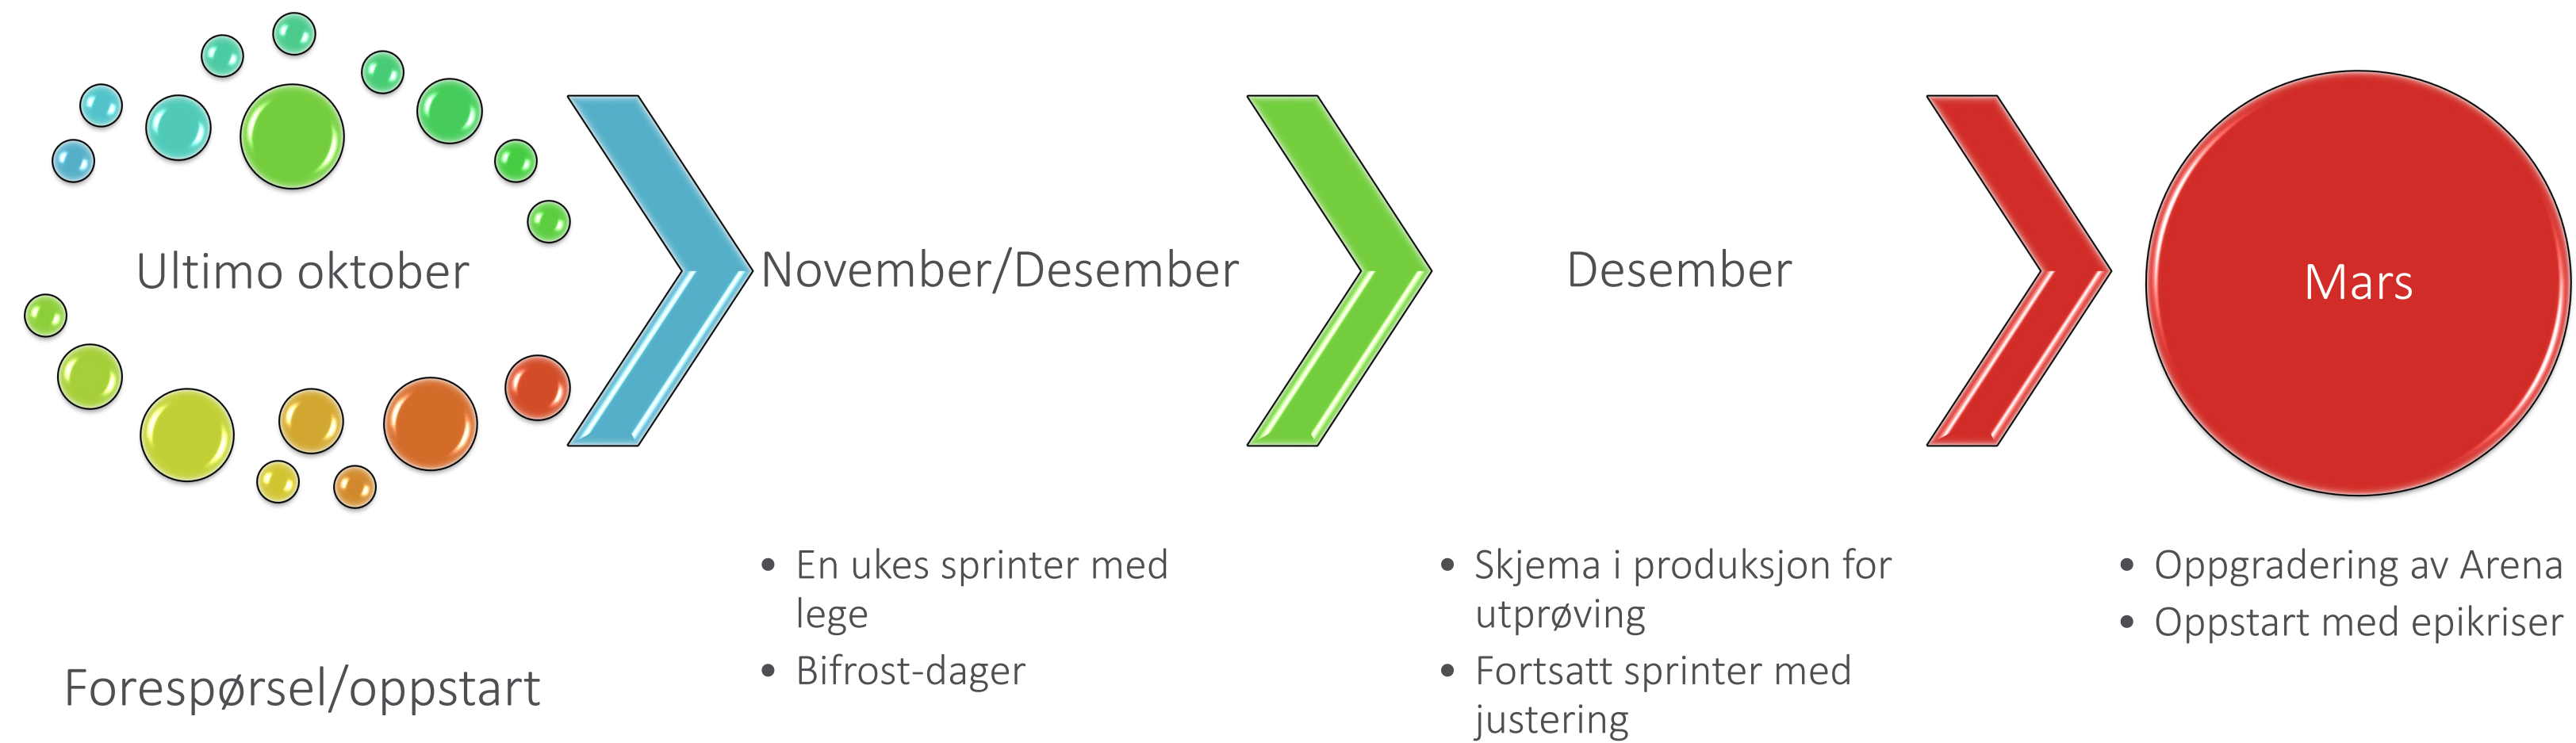 Ultimo oktober
November/Desember
Desember
Mars
Forespørsel/oppstart
• En ukes sprinter med
lege
• Bifrost-dager
• Skjema i produksjon for
utprøving
• Fortsatt sprinter med
justering
• Oppgradering av Arena
• Oppstart med epikriser